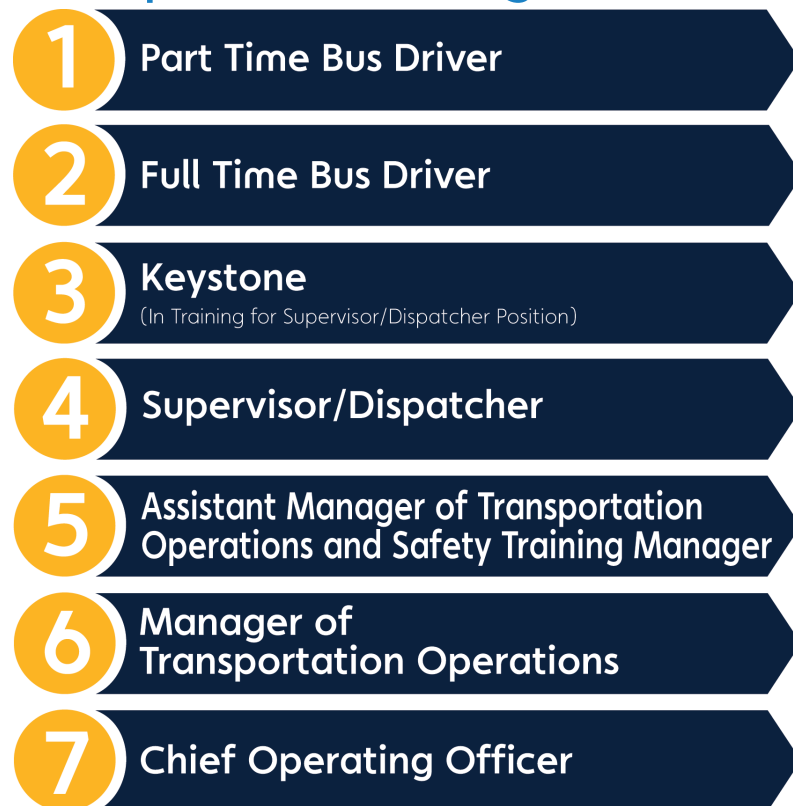 1
Part Time Bus Driver
2
Full Time Bus Driver
3
Keystone
(In Training for Supervisor/Dispatcher Position)
4
Supervisor/Dispatcher
5
Assistant Manager of Transportation
Operations and Safety Training Manager
6
Manager of
Transportation Operations
7
Chief Operating Officer